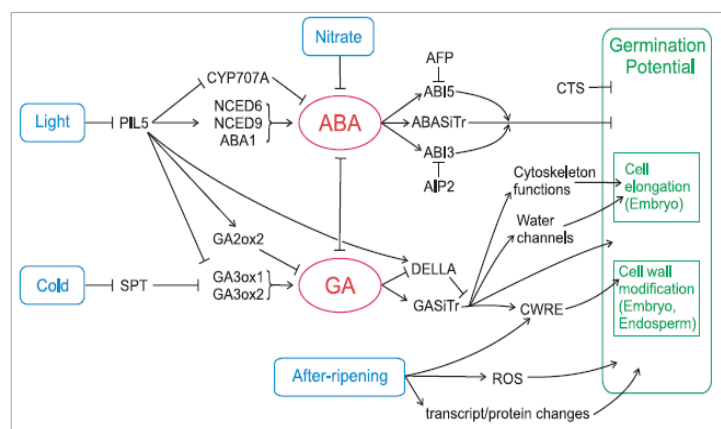 Nitrate
Germination
Potential
AFP
CYP707A
CTS
ABI5
NCED6
Light
PIL5
NCED9
ABA
ABASiTr
ABA1
ABI3
Cytoskeleton
functions
Cell
elongation
(Embryo)
AIP2
Water
channels
GA2ox2
DELLA
Cell wall
modification
(Embryo,
Endosperm)
Cold
SPT
GA3ox1
GA3ox2
GA
GASiTr
CWRE
After-ripening
ROS
transcript/protein changes